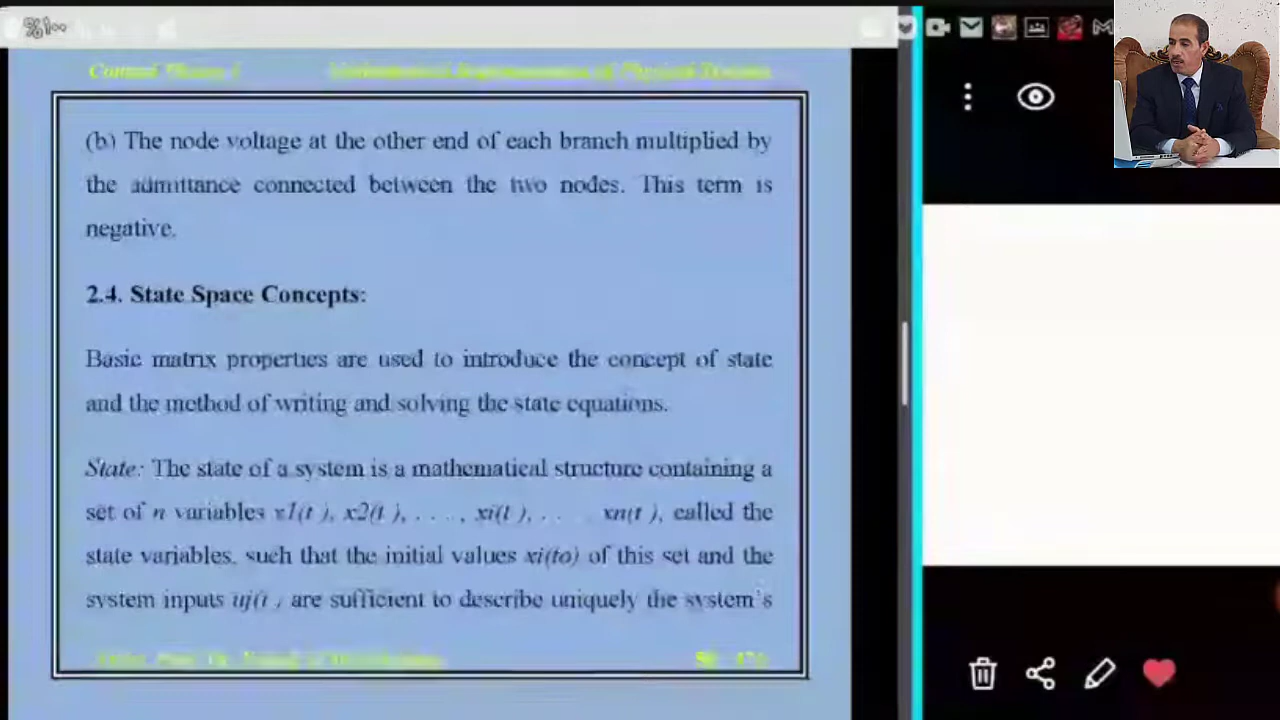 %١٠٠
(b) The node voltage at the other end of each branch multiplied by
the admittance connected between the two nodes. This term is
negative.
2.4. State Space Concepts:
Basic matrix properties are used to introduce the concept of state
and the method of writing and solving the state equations.
State: The state of a system is a mathematical structure containing a
set of n variables x1(t ), x2(t ), . . . , xi(t ), . . . xn(t ), called the
state variables, such that the initial values xi(to) of this set and the
system inputs uj(t ) are sufficient to describe uniquely the system's